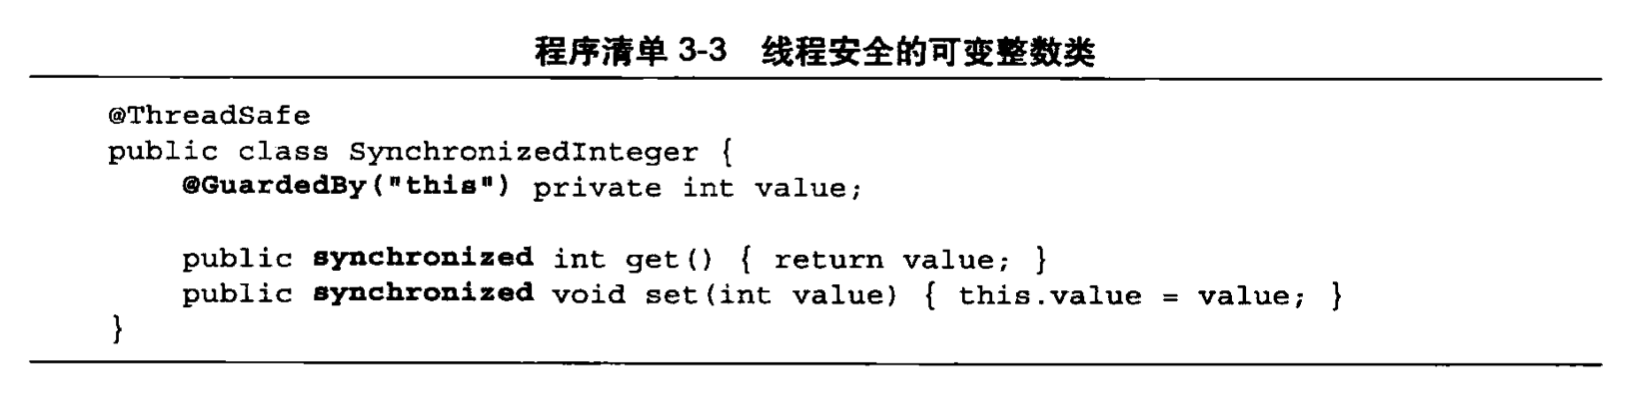 程序清单 3-3 线程安全的可变整数类
@ThreadSafe
public class SynchronizedInteger {
    @GuardedBy("this") private int value;
    public synchronized int get() { return value; }
    public synchronized void set(int value) { this.value = value; }
}